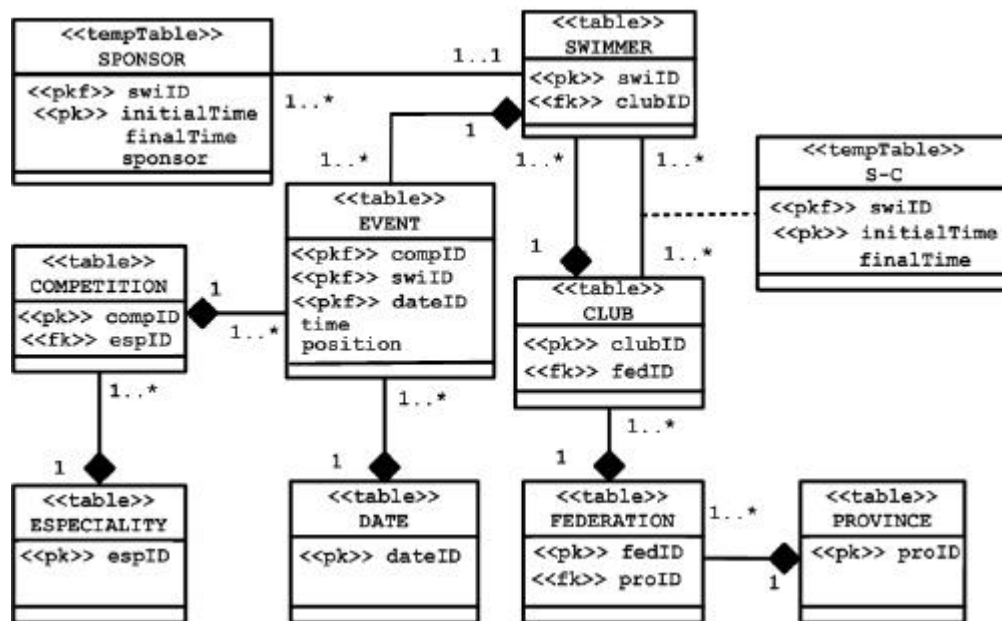 <<tempTable>>
SPONSOR
<<pkf>> swiID
<<pk>> initialTime
finalTime
sponsor
1..1
1..*
<<table>>
SWIMMER
<<pk>> swiID
<<fk>> clubID
1
1..*
1..*
1..*
<<tempTable>>
S-C
<<pkf>> swiID
<<pk>> initialTime
finalTime
<<table>>
EVENT
<<pkf>> compID
<<pkf>> swiID
<<pkf>> dateID
time
position
<<table>>
COMPETITION
<<pk>> compID
<<fk>> espID
1
1..*
1
1..*
<<table>>
CLUB
<<pk>> clubID
<<fk>> fedID
1..*
1..*
1..*
1
1
1
<<table>>
ESPECIALITY
<<pk>> espID
<<table>>
DATE
<<pk>> dateID
<<table>>
FEDERATION
<<pk>> fedID
<<fk>> proID
1..*
1
<<table>>
PROVINCE
<<pk>> proID